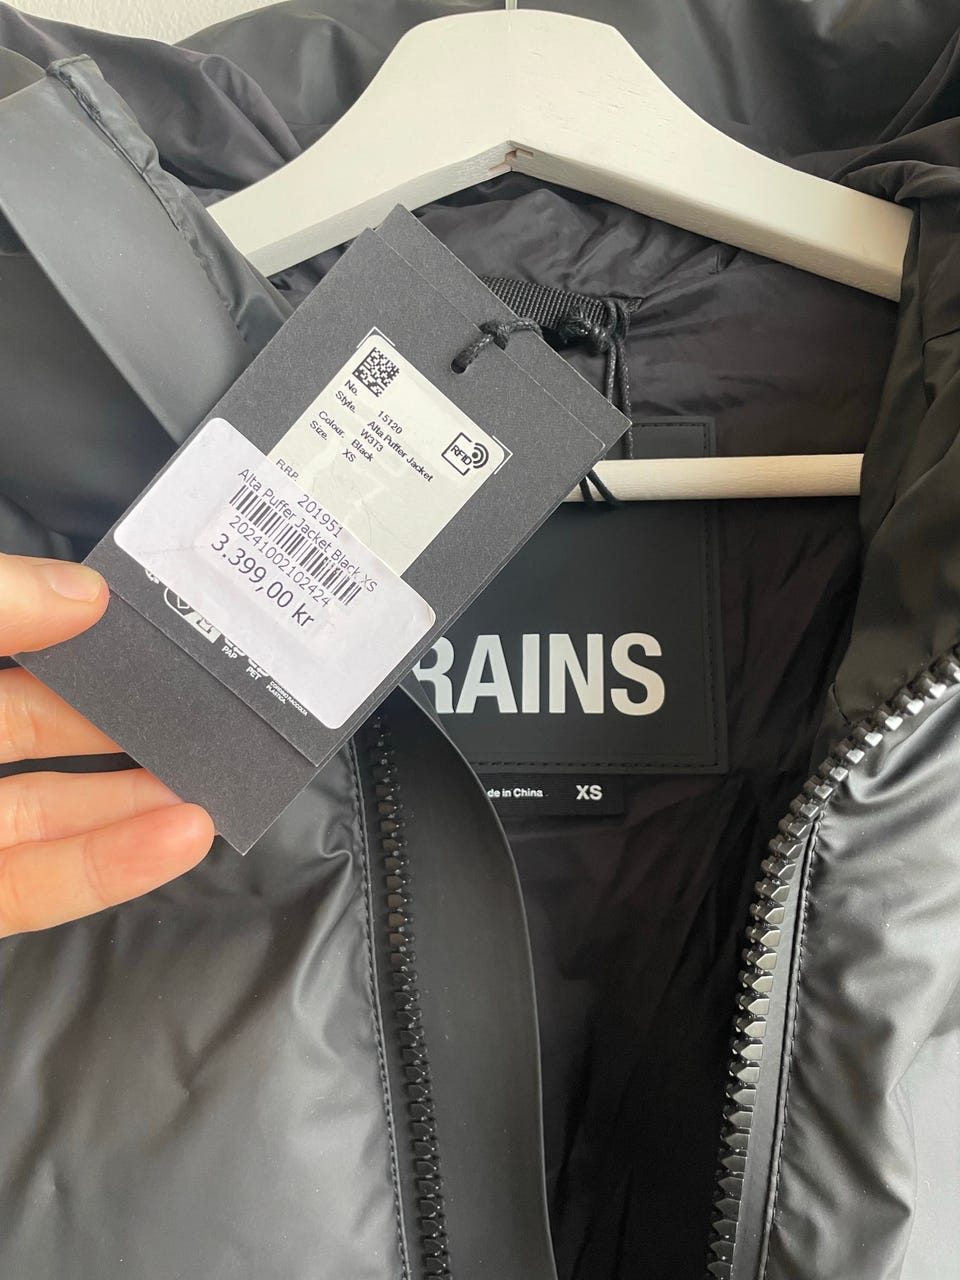 No. 15120
Style. Alta Puffer Jacket
W3T3
Colour. Black
Size. XS
RFID
R.R.P.
201951
Alta Puffer Jacket Black XS
20241002102424
3.399,00 kr
PAP
PET
RAINS
de in China
XS